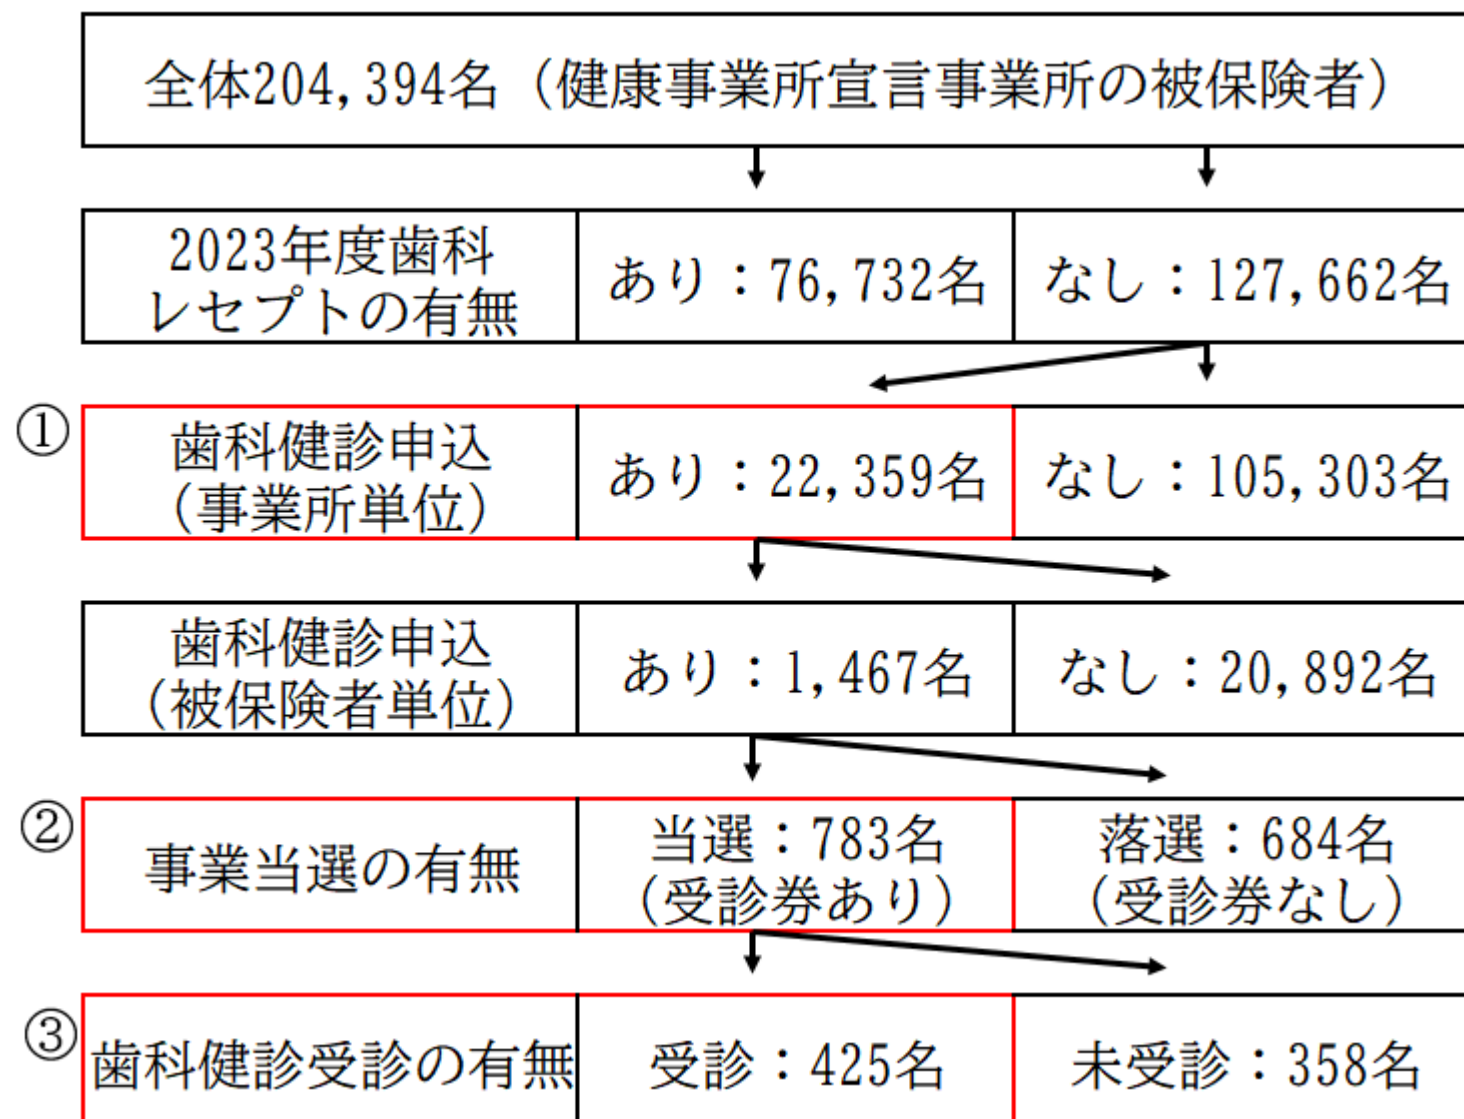 全体204,394名（健康事業所宣言事業所の被保険者）
2023年度歯科
レセプトの有無
あり：76,732名
なし：127,662名
①
歯科健診申込
（事業所単位）
あり：22,359名
なし：105,303名
歯科健診申込
（被保険者単位）
あり：1,467名
なし：20,892名
②
事業当選の有無
当選：783名
（受診券あり）
落選：684名
（受診券なし）
③
歯科健診受診の有無
受診：425名
未受診：358名